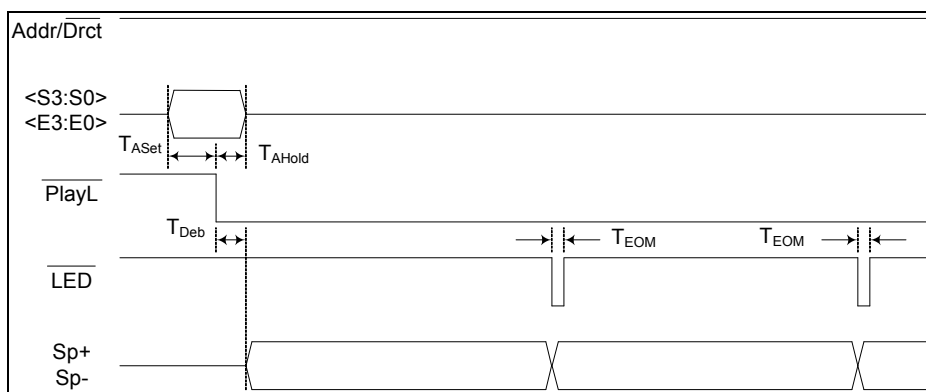 Addr/Drct
<S3:S0>
<E3:E0>
TASet
TAHold
PlayL
TDeb
TEOM
TEOM
LED
Sp+
Sp-